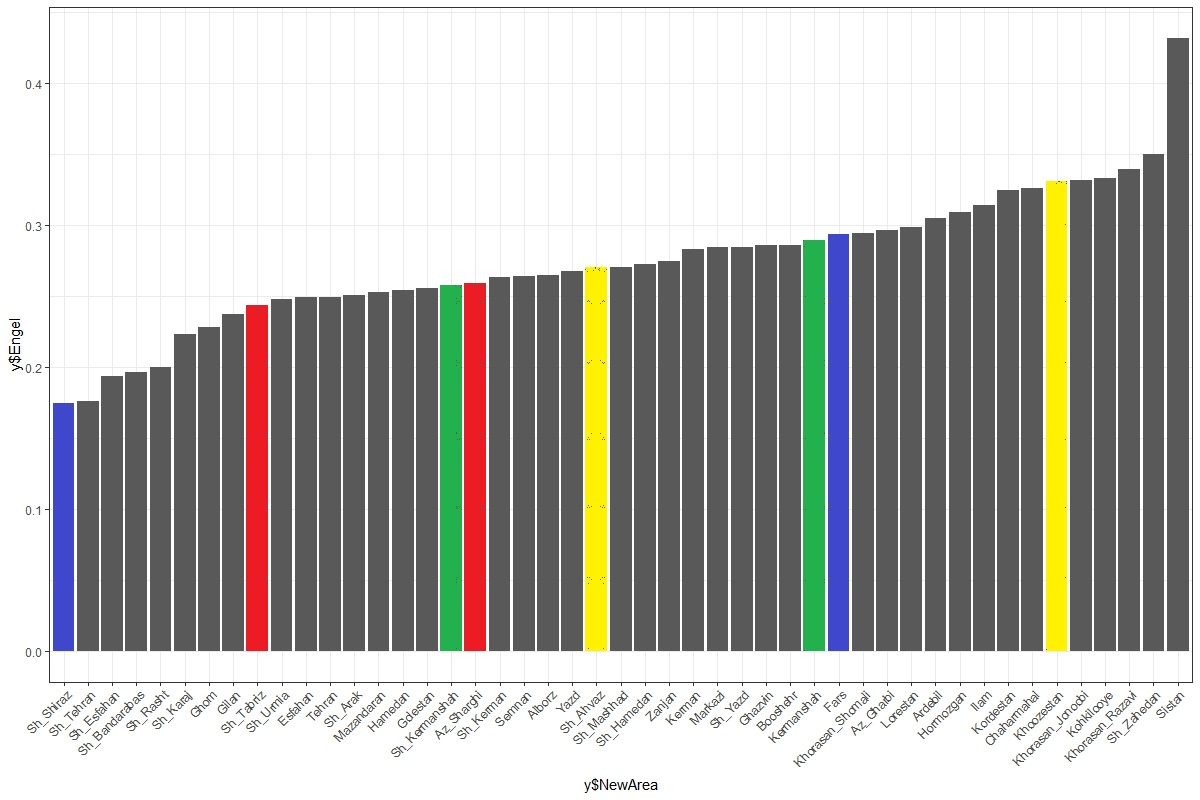 0.4
0.3
0.2
0.1
0.0
y$Engel
Sh_Shiraz
Sh_Tehran
Sh_Esfahan
Sh_Bandarabas
Sh_Rasht
Sh_Karaj
Ghom
Gilan
Sh_Tabriz
Sh_Urmia
Esfahan
Tehran
Sh_Arak
Mazandaran
Hamedan
Golestan
Sh_Kermanshah
Az_Sharghi
Sh_Kerman
Semnan
Alborz
Yazd
Sh_Ahvaz
Sh_Mashhad
Sh_Hamedan
Zanjan
Kerman
Markazi
Sh_Yazd
Ghazvin
Booshehr
Kermanshah
Fars
Khorasan_Shomali
Az_Gharbi
Lorestan
Ardebil
Hormozgan
Ilam
Kordestan
Chaharmahal
Khoozestan
Khorasan_Jonoobi
Kohkilooye
Khorasan_Razavi
Sh_Zahedan
Sistan
y$NewArea